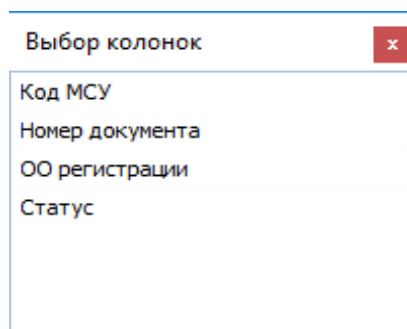 Выбор колонок
x
Код МСУ
Номер документа
ОО регистрации
Статус